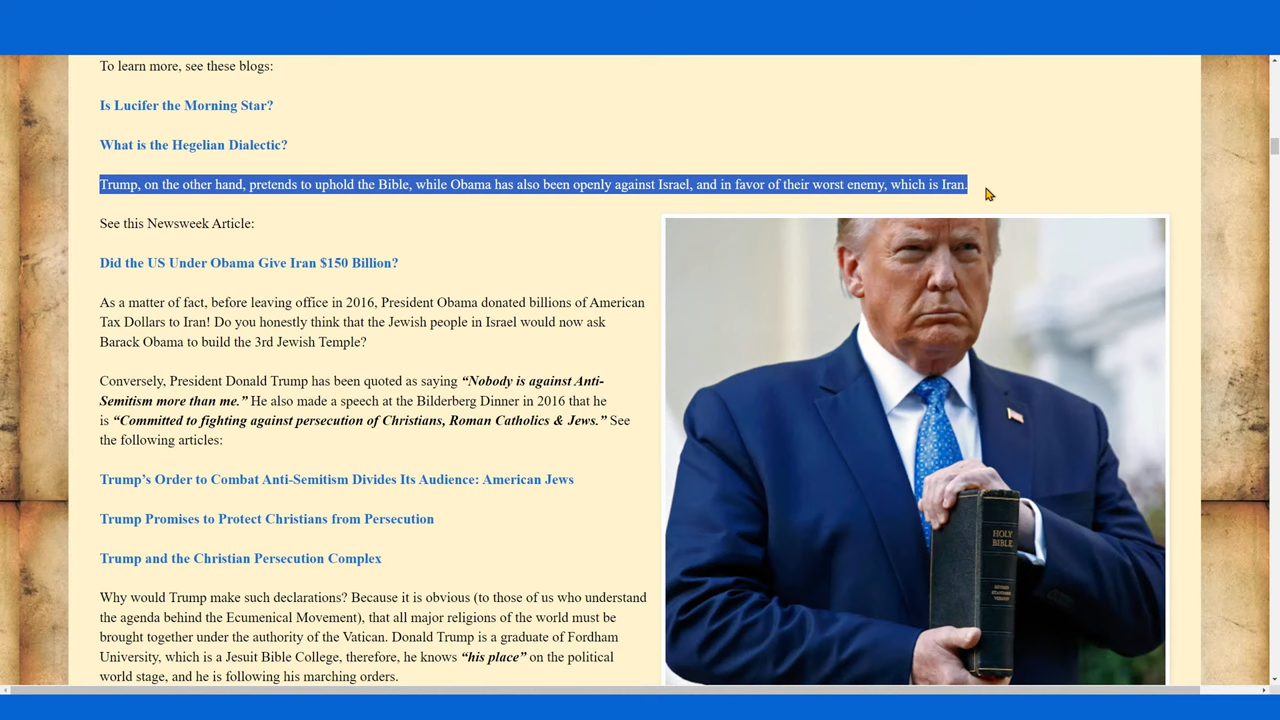 To learn more, see these blogs:
Is Lucifer the Morning Star?
What is the Hegelian Dialectic?
Trump, on the other hand, pretends to uphold the Bible, while Obama has also been openly against Israel, and in favor of their worst enemy, which is Iran.
See this Newsweek Article:
Did the US Under Obama Give Iran $150 Billion?
As a matter of fact, before leaving office in 2016, President Obama donated billions of American
Tax Dollars to Iran! Do you honestly think that the Jewish people in Israel would now ask
Barack Obama to build the 3rd Jewish Temple?
Conversely, President Donald Trump has been quoted as saying “Nobody is against Anti-
Semitism more than me.” He also made a speech at the Bilderberg Dinner in 2016 that he
is “Committed to fighting against persecution of Christians, Roman Catholics & Jews.” See
the following articles:
Trump’s Order to Combat Anti-Semitism Divides Its Audience: American Jews
Trump Promises to Protect Christians from Persecution
Trump and the Christian Persecution Complex
Why would Trump make such declarations? Because it is obvious (to those of us who understand
the agenda behind the Ecumenical Movement), that all major religions of the world must be
brought together under the authority of the Vatican. Donald Trump is a graduate of Fordham
University, which is a Jesuit Bible College, therefore, he knows “his place” on the political
world stage, and he is following his marching orders.
HOLY
BIBLE
REVISED
STANDARD
VERSION